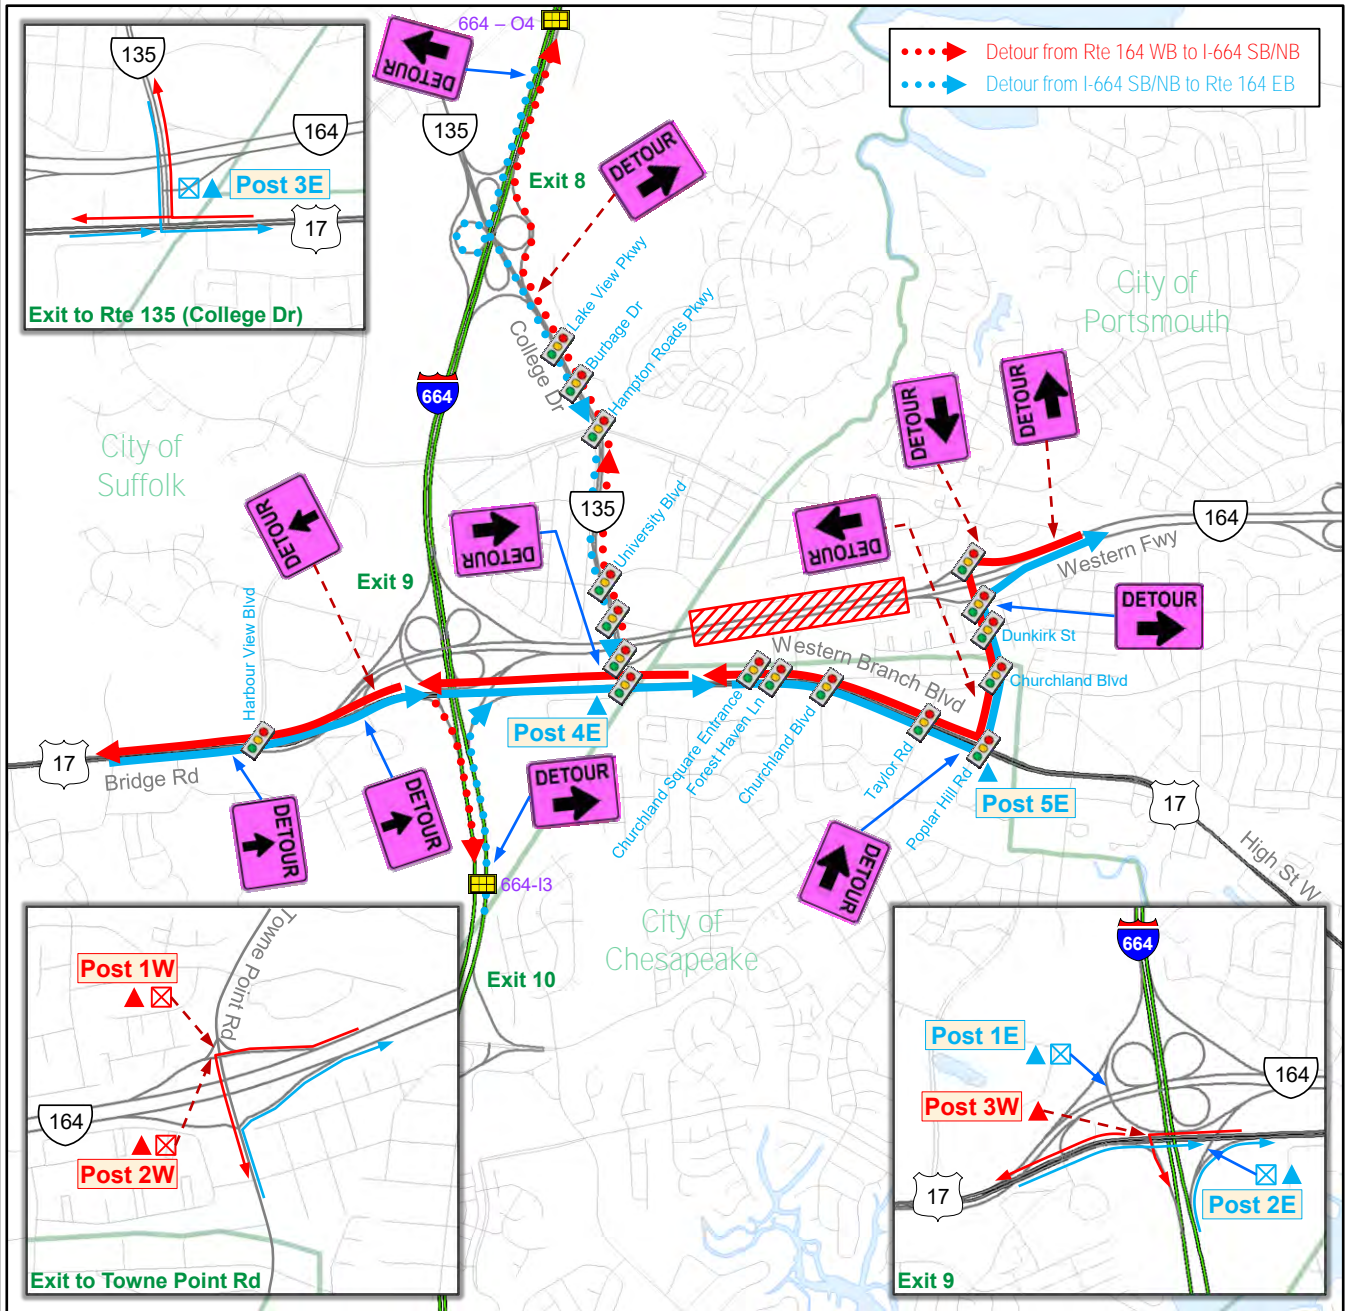 664 – O4
DETOUR
135
164
Post 3E
17
Exit to Rte 135 (College Dr)
135
Detour from Rte 164 WB to I-664 SB/NB
Detour from I-664 SB/NB to Rte 164 EB
DETOUR
Exit 8
Lake View Pkwy
Burbage Dr
Hampton Roads Pkwy
College Dr
City of
Portsmouth
664
City of
Suffolk
DETOUR
DETOUR
DETOUR
DETOUR
135
University Blvd
DETOUR
164
Western Fwy
Exit 9
DETOUR
Harbour View Blvd
Dunkirk St
Western Branch Blvd
Churchland Blvd
Post 4E
Churchland Square Entrance
Forest Haven Ln
Churchland Blvd
Taylor Rd
Poplar Hill Rd
17
Bridge Rd
DETOUR
DETOUR
DETOUR
Post 5E
17
High St W
DETOUR
664-I3
City of
Chesapeake
Exit 10
Towne Point Rd
Post 1W
164
Post 2W
Exit to Towne Point Rd
664
Post 1E
164
Post 3W
17
Post 2E
Exit 9